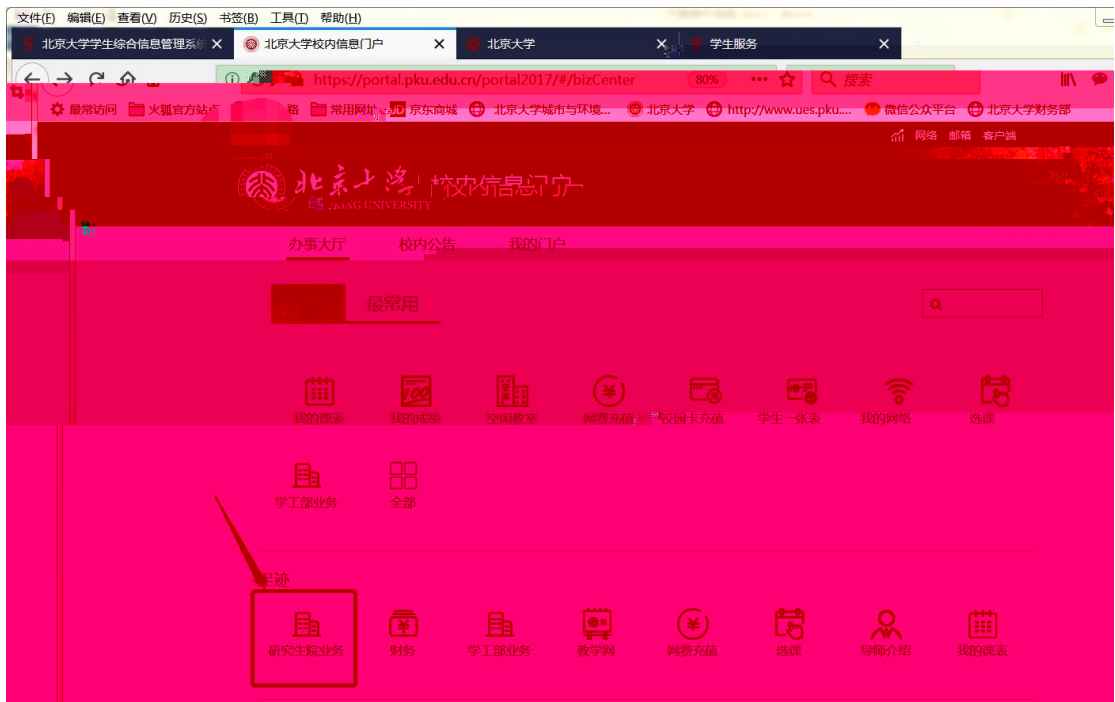 文件(F) 编辑(E) 查看(V) 历史(S) 书签(B) 工具(T) 帮助(H)
北京大学学生综合信息管理系统 北京大学校内信息门户 北京大学 学生服务
https://portal.pku.edu.cn/portal2017/#/bizCenter 80% 搜索
最常访问 火狐官方站点 常用网址 JD 京东商城 北京大学城市与环境... 北京大学 http://www.ues.pku.... 微信公众平台 北京大学财务部
网络 邮箱 客户端
北京大学 校内信息门户
UNIVERSITY
办事大厅 校内公告 我的门户
最常用
我的课表 我的成绩 空闲教室 网费充值 校园卡充值 学生一张表 我的网络 选课
学工部业务 全部
足迹
研究生院业务 财务 学工部业务 教学网 网费充值 选课 导师介绍 我的课表